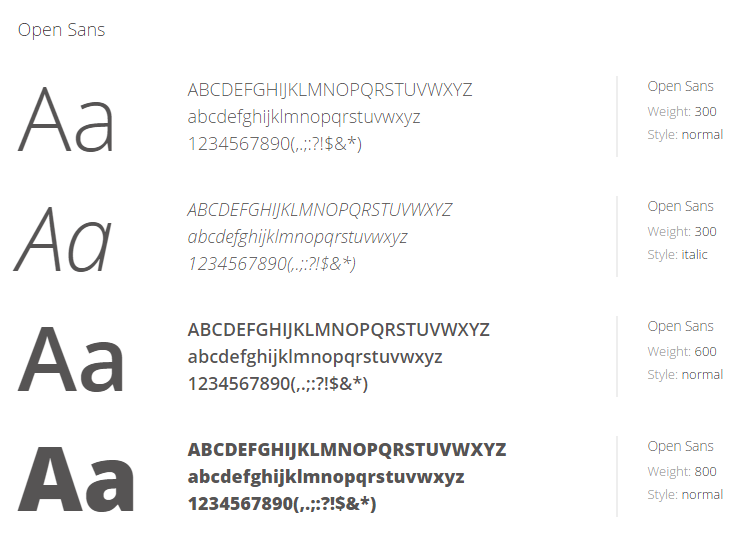 Open Sans
Aa
ABCDEFGHIJKLMNOPQRSTUVWXYZ
abcdefghijklmnopqrstuvwxyz
1234567890(,.;:?!$&*)
Open Sans
Weight: 300
Style: normal
Aa
ABCDEFGHIJKLMNOPQRSTUVWXYZ
abcdefghijklmnopqrstuvwxyz
1234567890(,.;:?!$&*)
Open Sans
Weight: 300
Style: italic
Aa
ABCDEFGHIJKLMNOPQRSTUVWXYZ
abcdefghijklmnopqrstuvwxyz
1234567890(,.;:?!$&*)
Open Sans
Weight: 600
Style: normal
Aa
ABCDEFGHIJKLMNOPQRSTUVWXYZ
abcdefghijklmnopqrstuvwxyz
1234567890(,.;:?!$&*)
Open Sans
Weight: 800
Style: normal